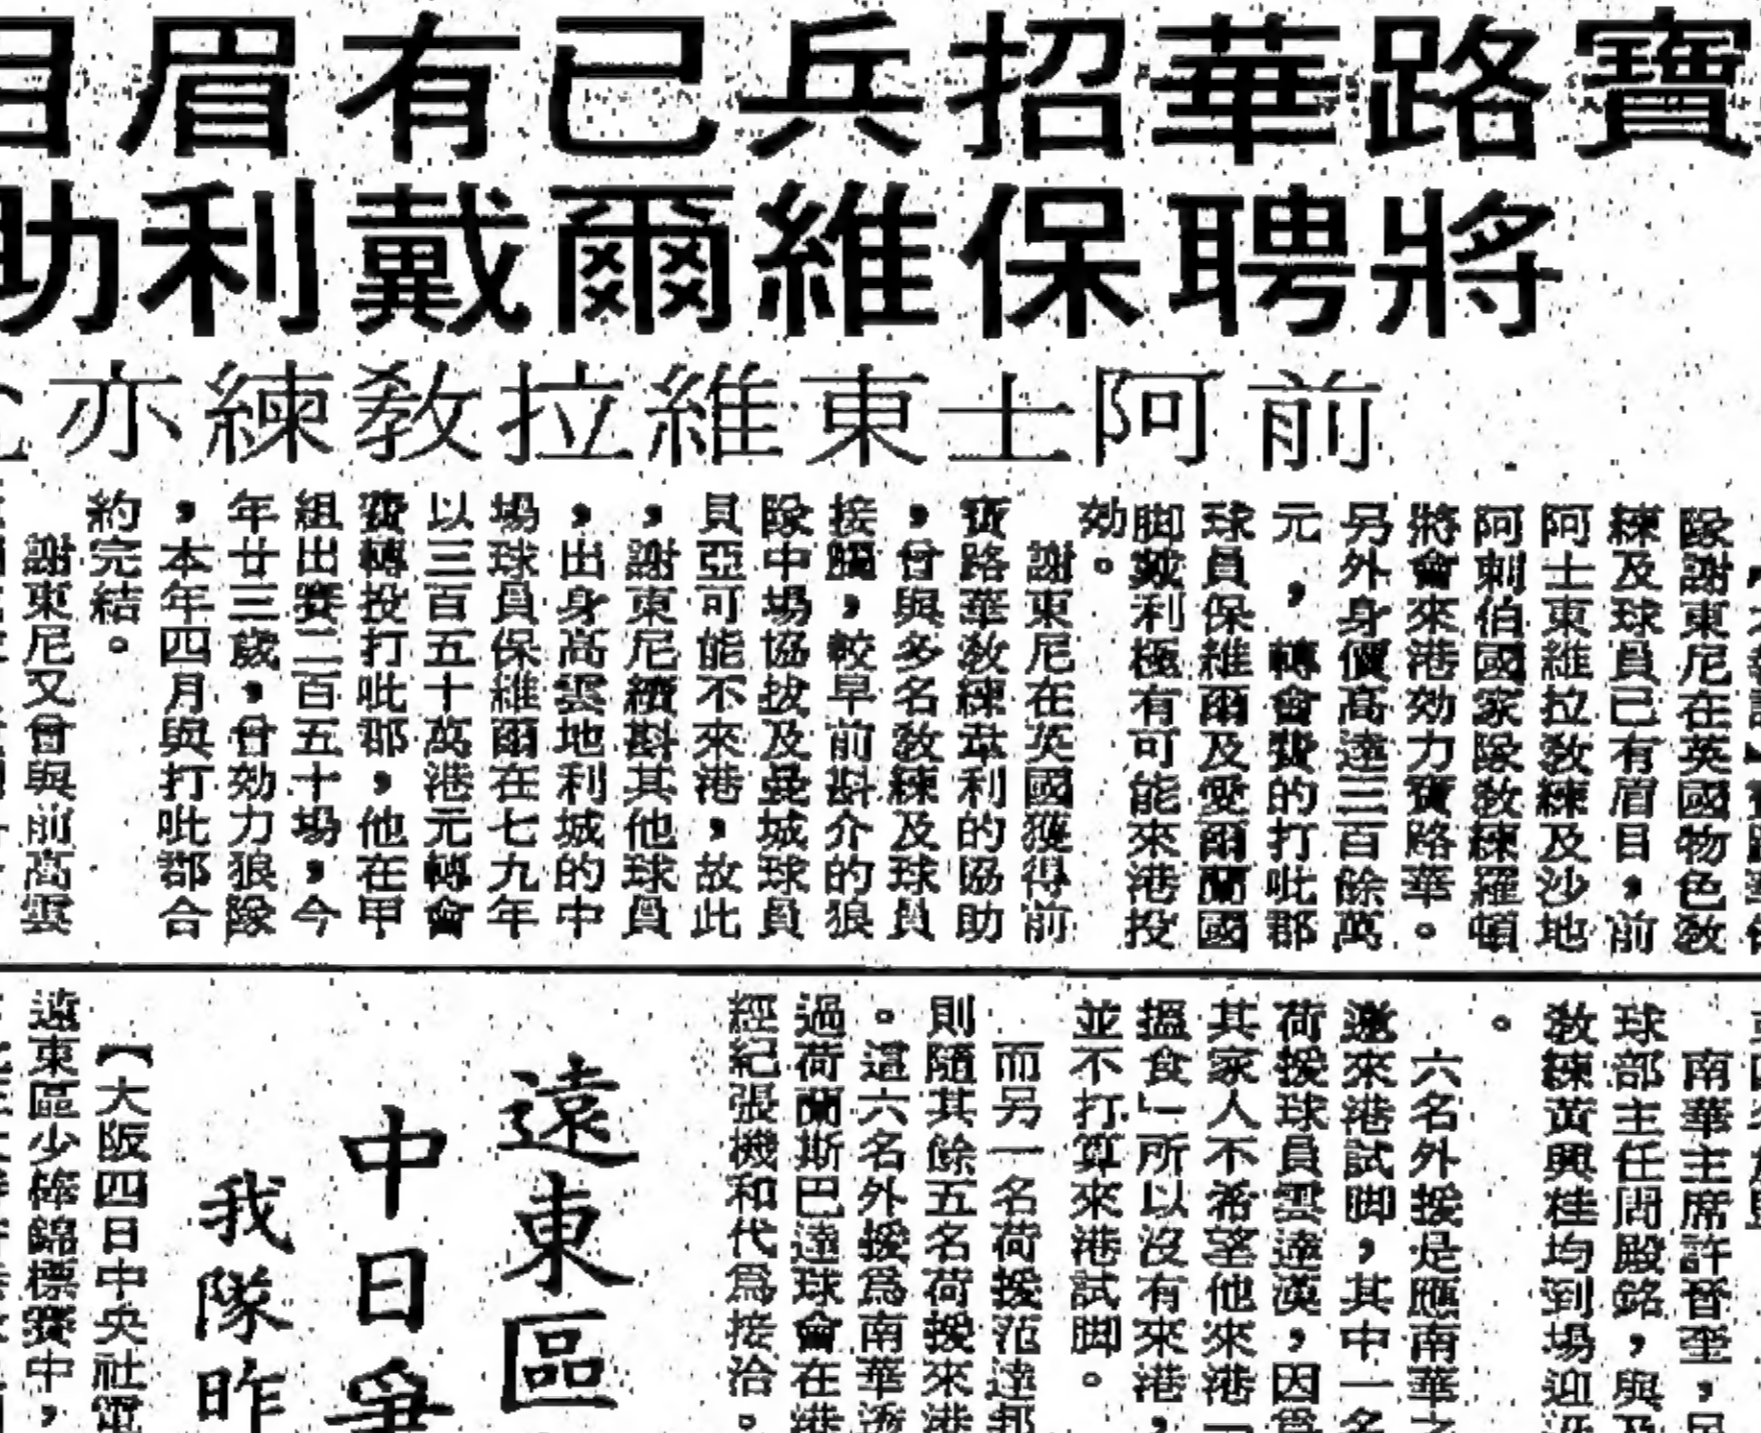 寶路華招兵已有眉目
將聘保維爾戴利助
前阿士東維拉教練亦
隊謝東尼在英國物色教
練及球員已有眉目，前
阿士東維拉教練及沙地
阿刺伯國家隊教練羅頓
將會來港効力寶路華。
另外身價高達三百餘萬
元，轉會費的打吡郡
球員保維爾及愛爾蘭國
脚戴利極有可能來港投
効。
謝東尼在英國獲得前
寶路華教練韋利的協助
，曾與多名教練及球員
接觸，較早前斟介的狼
隊中場協拔及曼城球員
貝亞可能不來港，故此
，謝東尼續斟其他球員
，出身高雲地利城的中
場球員保維爾在七九年
以三百五十萬港元轉會
費轉投打吡郡，他在甲
組出賽二百五十場，今
年廿三歲，曾効力狼隊
，本年四月與打吡郡合
約完結。
謝東尼又曾與前高雲
南華主席許晉奎，
球部主任周殿銘，與
教練黃興桂均到場迎
。
六名外援是應南華之
邀來港試脚，其中一名
荷援球員雲達漢，因爲
其家人不希望他來港「
搵食」所以沒有來港，
並不打算來港試脚。
而另一名荷援范達邦
則隨其餘五名荷援來港
。這六名外援爲南華透
過荷蘭斯巴達球會在港
經紀張機和代爲接洽。
遠東區
中日爭
我隊昨
【大阪四日中央社電
遠東區少棒錦標賽中，